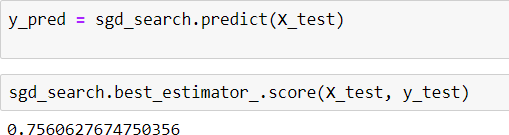 y_pred = sgd_search.predict(X_test)
sgd_search.best_estimator_.score(X_test, y_test)
0.7560627674750356